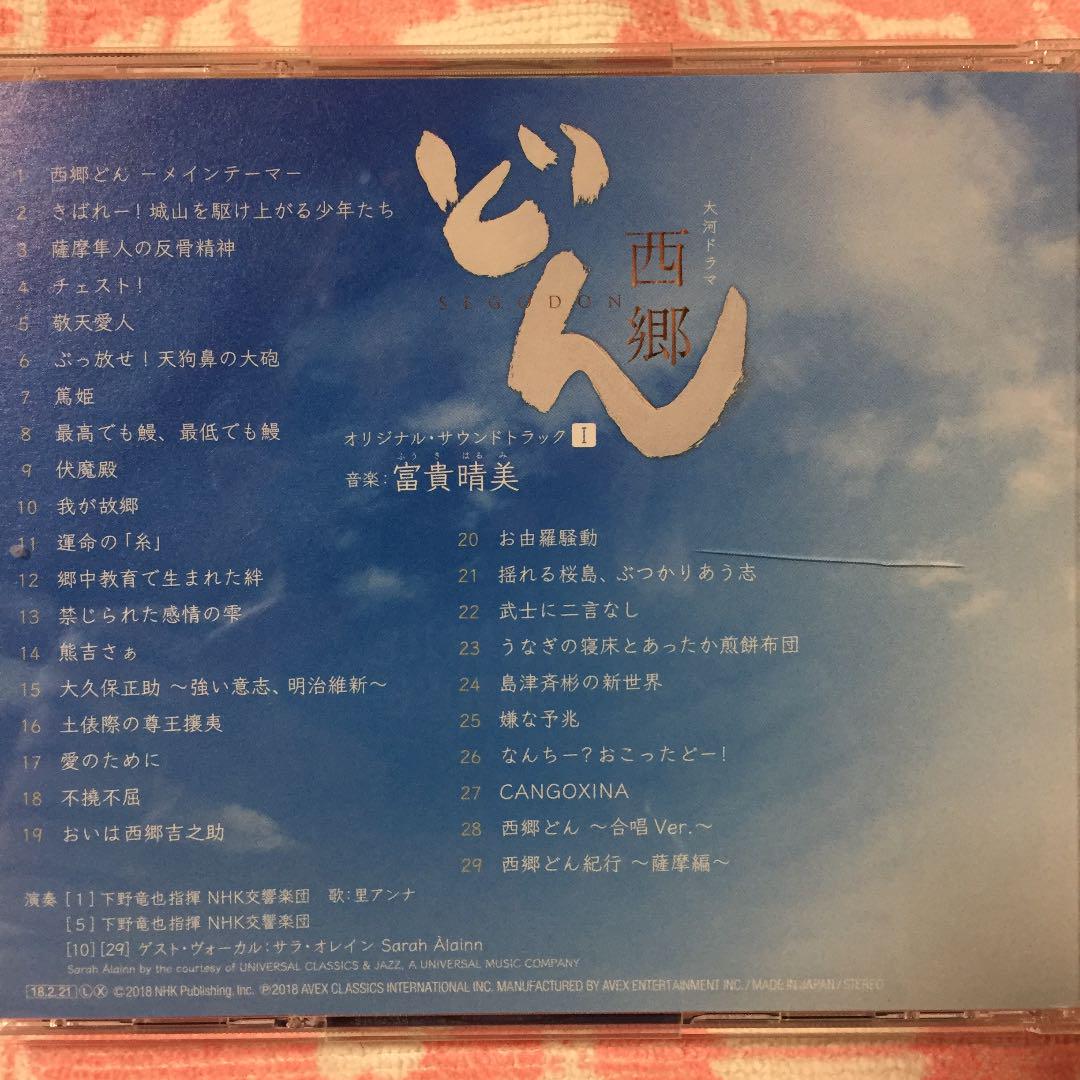 大河ドラマ
西郷
どん
SEGODON
オリジナル・サウンドトラック I
ふうき はるみ
音楽:富貴晴美
1 西郷どん －メインテーマ－
2 きばれー!城山を駆け上がる少年たち
3 薩摩隼人の反骨精神
4 チェスト!
5 敬天愛人
6 ぶっ放せ!天狗鼻の大砲
7 篤姫
8 最高でも鰻、最低でも鰻
9 伏魔殿
10 我が故郷
11 運命の「糸」
12 郷中教育で生まれた絆
13 禁じられた感情の雫
14 熊吉さぁ
15 大久保正助 ～強い意志、明治維新～
16 土俵際の尊王攘夷
17 愛のために
18 不撓不屈
19 おいは西郷吉之助
20 お由羅騒動
21 揺れる桜島、ぶつかりあう志
22 武士に二言なし
23 うなぎの寝床とあったか煎餅布団
24 島津斉彬の新世界
25 嫌な予兆
26 なんちー?おこったどー!
27 CANGOXINA
28 西郷どん ～合唱Ver.～
29 西郷どん紀行 ～薩摩編～
演奏 [1]下野竜也指揮 NHK交響楽団 歌:里アンナ
[5]下野竜也指揮 NHK交響楽団
[10][29] ゲスト・ヴォーカル:サラ・オレイン Sarah Àlainn
Sarah Àlainn by the courtesy of UNIVERSAL CLASSICS & JAZZ, A UNIVERSAL MUSIC COMPANY
18.2.21 Ⓛ Ⓧ ©2018 NHK Publishing, Inc. ℗2018 AVEX CLASSICS INTERNATIONAL INC. MANUFACTURED BY AVEX ENTERTAINMENT INC. / MADE IN JAPAN / STEREO